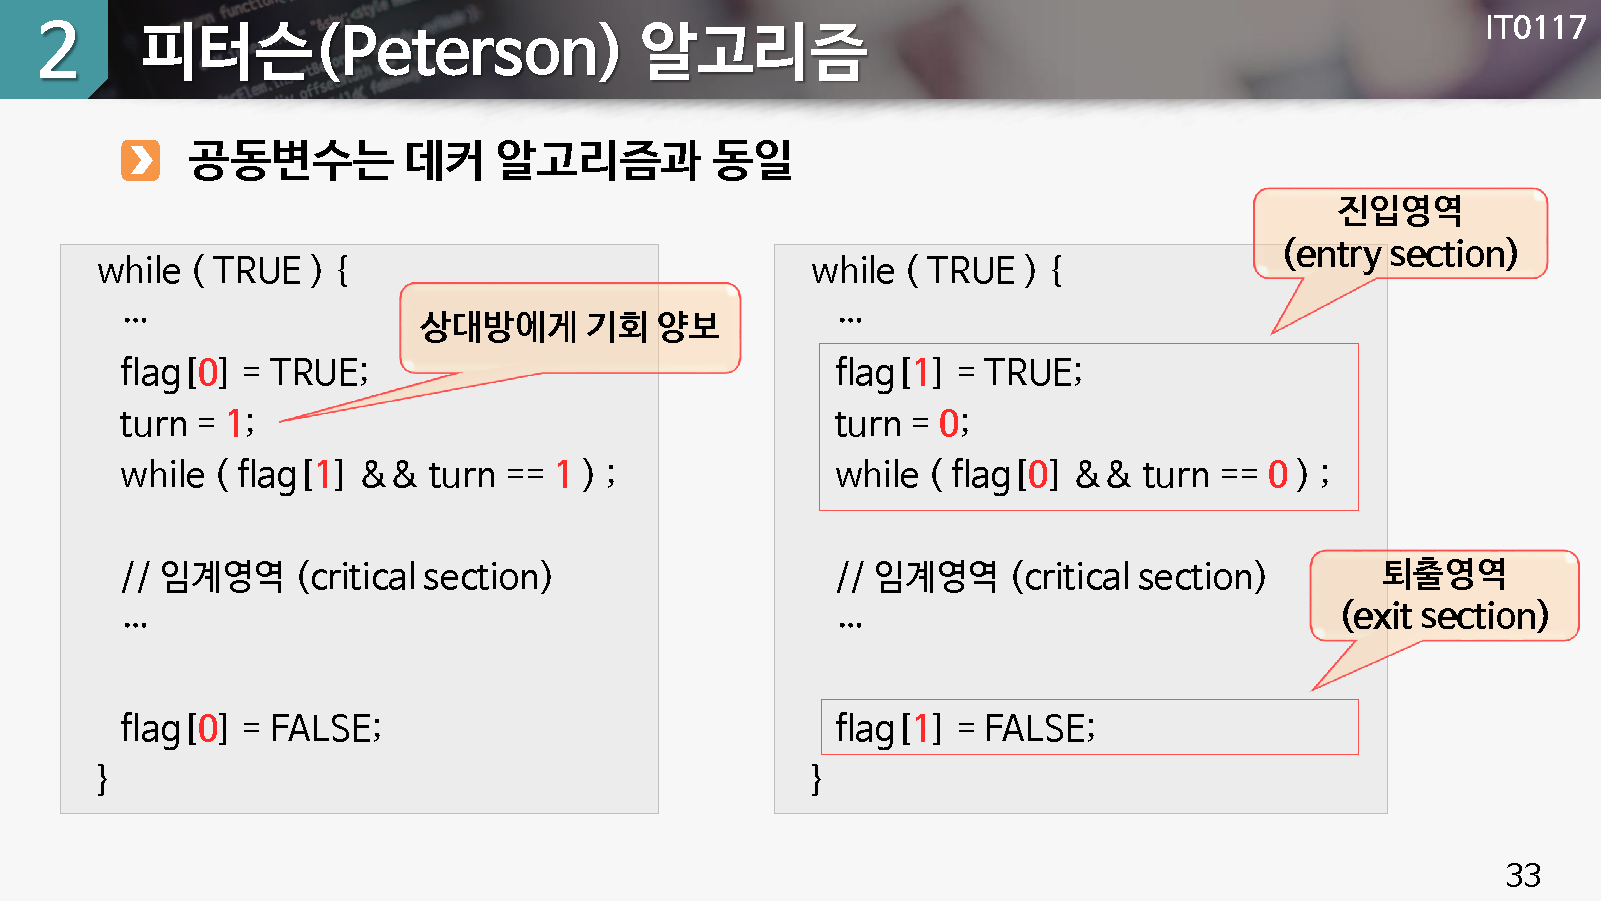 2
피터슨(Peterson) 알고리즘
IT0117
공동변수는 데커 알고리즘과 동일
while ( TRUE ) {
...
상대방에게 기회 양보
flag[0] = TRUE;
turn = 1;
while ( flag[1] && turn == 1 ) ;
// 임계영역 (critical section)
...
flag[0] = FALSE;
}
진입영역
(entry section)
while ( TRUE ) {
...
flag[1] = TRUE;
turn = 0;
while ( flag[0] && turn == 0 ) ;
// 임계영역 (critical section)
...
퇴출영역
(exit section)
flag[1] = FALSE;
}
33